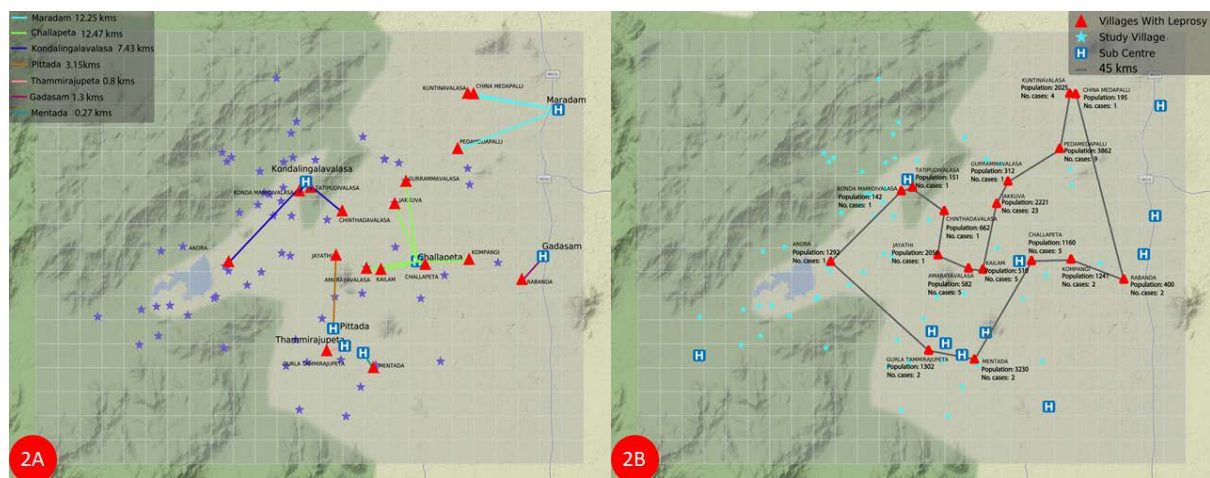 Maradam 12.25 kms
Challapeta 12.47 kms
Kondalingalavalasa 7.43 kms
Pittada 3.15kms
Thammirajupeta 0.8 kms
Gadasam 1.3 kms
Mentada 0.27 kms
KUNTINAVALASA
CHINA MEDAPALLI
H
Maradam
PEDAMEDAPALLI
Kondalingalavalasa
H
GURRAMMAVALASA
KONDA MAMIDIVALASA
TATIPUDIVALASA
JAKKUVA
CHINTHADAVALASA
ANDRA
JAYATHI
Challapeta
H
KOMPANGI
Gadasam
H
AMARAYAVALASA
KAILAM
CHALLAPETA
RABANDA
H
Pittada
Thammirajupeta
H
H
GURLA TAMMIRAJUPETA
MENTADA
2A
Villages With Leprosy
Study Village
H Sub Centre
45 kms
KUNTINAVALASA
Population: 2025
No. cases: 4
CHINA MEDAPALLI
Population: 195
No. cases: 1
H
PEDAMEDAPALLI
Population: 3862
No. cases: 9
GURRAMMAVALASA
Population: 312
No. cases: 1
H
TATIPUDIVALASA
Population: 151
No. cases: 1
KONDA MAMIDIVALASA
Population: 142
No. cases: 1
JAKKUVA
Population: 2221
No. cases: 23
H
CHINTHADAVALASA
Population: 662
No. cases: 1
CHALLAPETA
Population: 1160
No. cases: 5
ANDRA
Population: 1292
No. cases: 1
JAYATHI
Population: 2056
No. cases: 1
H
H
KAILAM
Population: 510
No. cases: 5
KOMPANGI
Population: 1241
No. cases: 2
AMARAYAVALASA
Population: 582
No. cases: 5
RABANDA
Population: 400
No. cases: 2
H
H
H
H
H
GURLA TAMMIRAJUPETA
Population: 1302
No. cases: 2
MENTADA
Population: 3230
No. cases: 2
H
2B